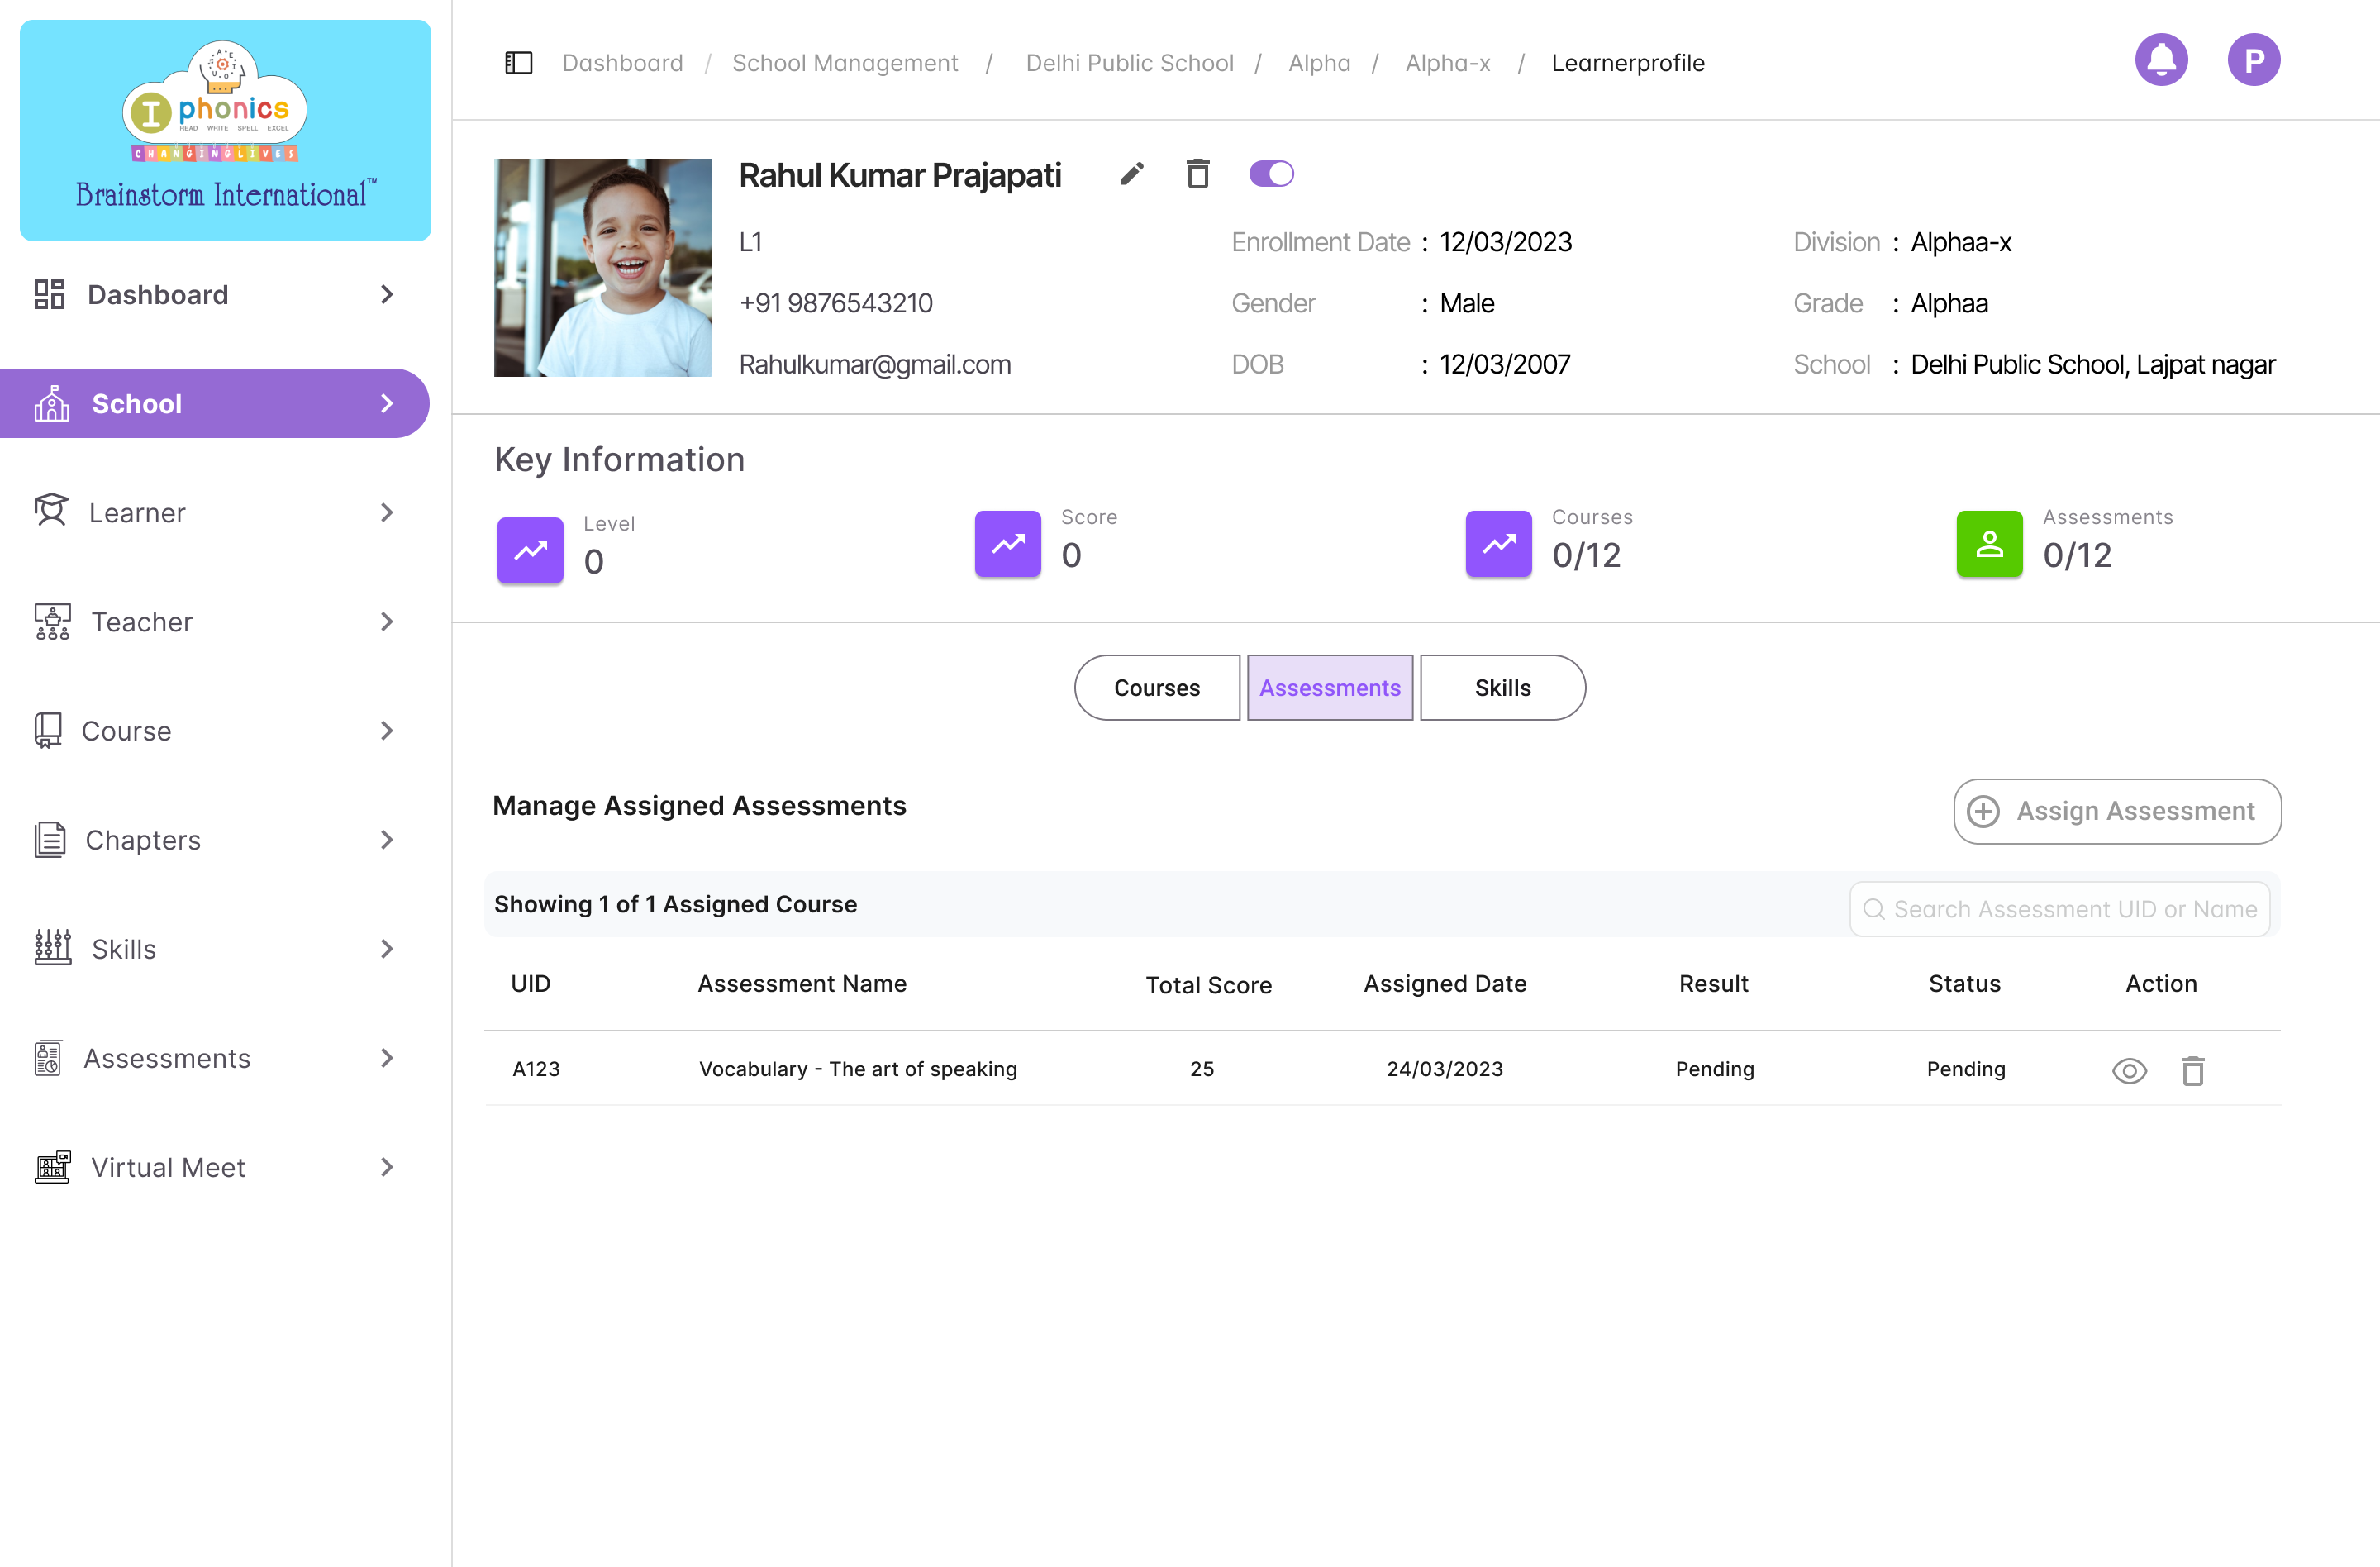 I phonics
READ WRITE SPELL EXCEL
CHANGINGLIVES
Brainstorm International™
Dashboard
School
Learner
Teacher
Course
Chapters
Skills
Assessments
Virtual Meet
Dashboard / School Management / Delhi Public School / Alpha / Alpha-x / Learnerprofile
P
Rahul Kumar Prajapati
L1
Enrollment Date : 12/03/2023
Division : Alphaa-x
+91 9876543210
Gender : Male
Grade : Alphaa
Rahulkumar@gmail.com
DOB : 12/03/2007
School : Delhi Public School, Lajpat nagar
Key Information
Level
0
Score
0
Courses
0/12
Assessments
0/12
Courses
Assessments
Skills
Manage Assigned Assessments
Assign Assessment
Showing 1 of 1 Assigned Course
Search Assessment UID or Name
UID Assessment Name Total Score Assigned Date Result Status Action
A123 Vocabulary - The art of speaking 25 24/03/2023 Pending Pending